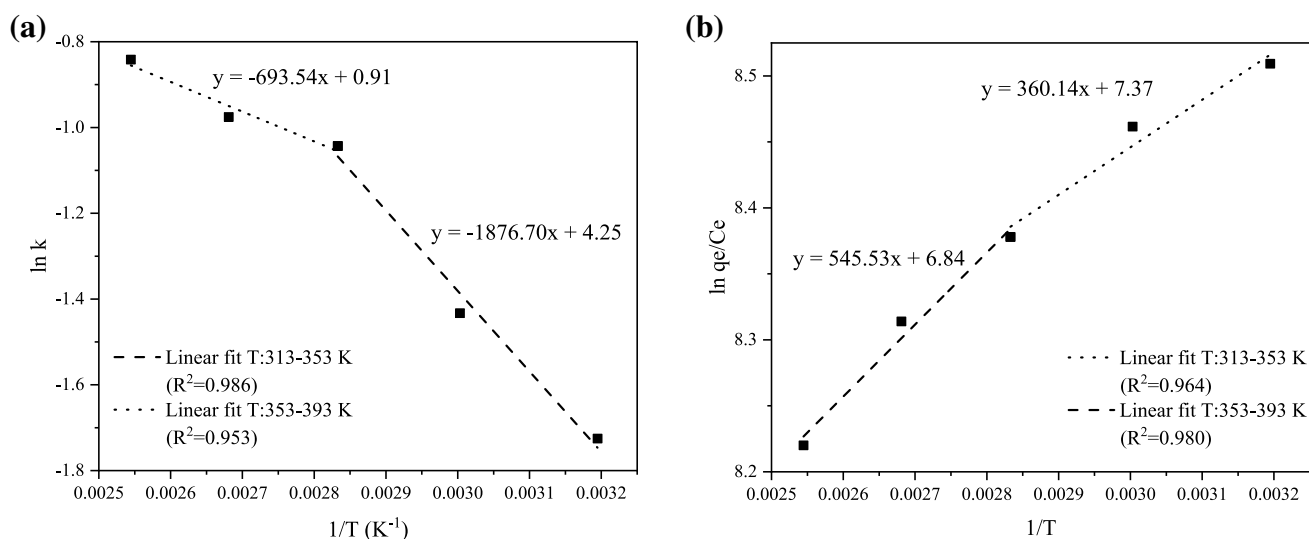 (a)
-0.8
-1.0
-1.2
-1.4
-1.6
-1.8
ln k
y = -693.54x + 0.91
y = -1876.70x + 4.25
Linear fit T:313-353 K
(R²=0.986)
Linear fit T:353-393 K
(R²=0.953)
0.0025 0.0026 0.0027 0.0028 0.0029 0.0030 0.0031 0.0032
1/T (K⁻¹)
(b)
8.5
8.4
8.3
8.2
ln qe/Ce
y = 360.14x + 7.37
y = 545.53x + 6.84
Linear fit T:313-353 K
(R²=0.964)
Linear fit T:353-393 K
(R²=0.980)
0.0025 0.0026 0.0027 0.0028 0.0029 0.0030 0.0031 0.0032
1/T